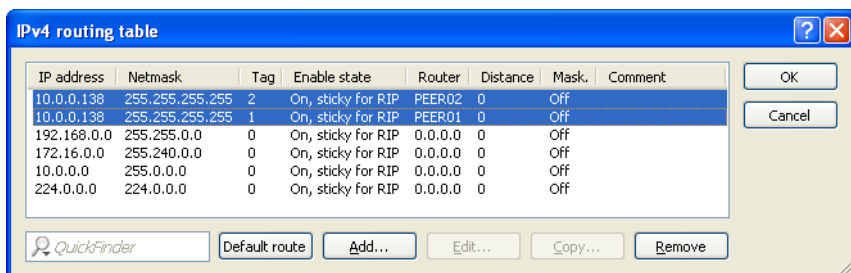 IPv4 routing table
IP address Netmask Tag Enable state Router Distance Mask. Comment
10.0.0.138 255.255.255.255 2 On, sticky for RIP PEER02 0 Off
10.0.0.138 255.255.255.255 1 On, sticky for RIP PEER01 0 Off
192.168.0.0 255.255.0.0 0 On, sticky for RIP 0.0.0.0 0 Off
172.16.0.0 255.240.0.0 0 On, sticky for RIP 0.0.0.0 0 Off
10.0.0.0 255.0.0.0 0 On, sticky for RIP 0.0.0.0 0 Off
224.0.0.0 224.0.0.0 0 On, sticky for RIP 0.0.0.0 0 Off
OK
Cancel
QuickFinder Default route Add... Edit... Copy... Remove